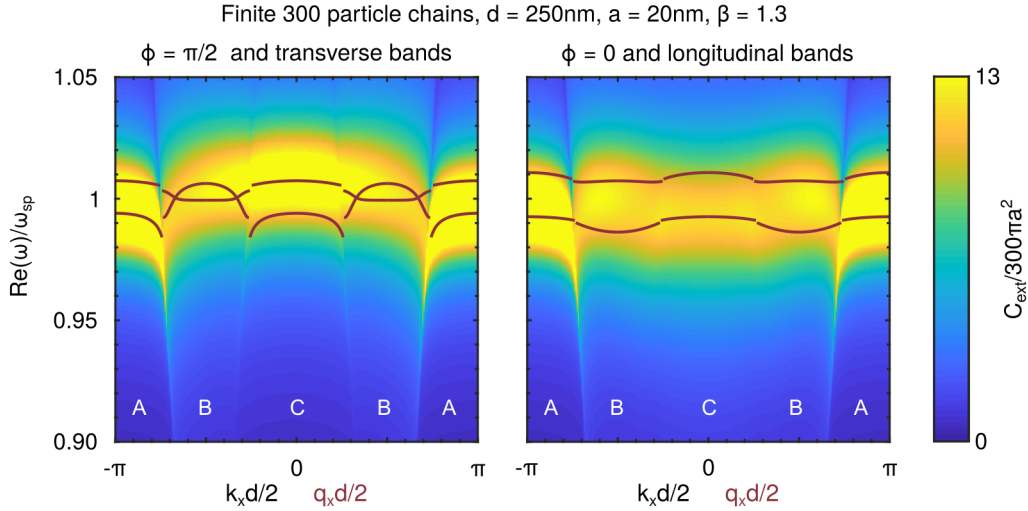 Finite 300 particle chains, d = 250nm, a = 20nm, β = 1.3
ϕ = π/2 and transverse bands
ϕ = 0 and longitudinal bands
Re(ω)/ω_sp
1.05
1
0.95
0.90
A
B
C
B
A
A
B
C
B
A
-π
0
π
-π
0
π
k_xd/2
q_xd/2
k_xd/2
q_xd/2
13
0
C_ext/300πa²